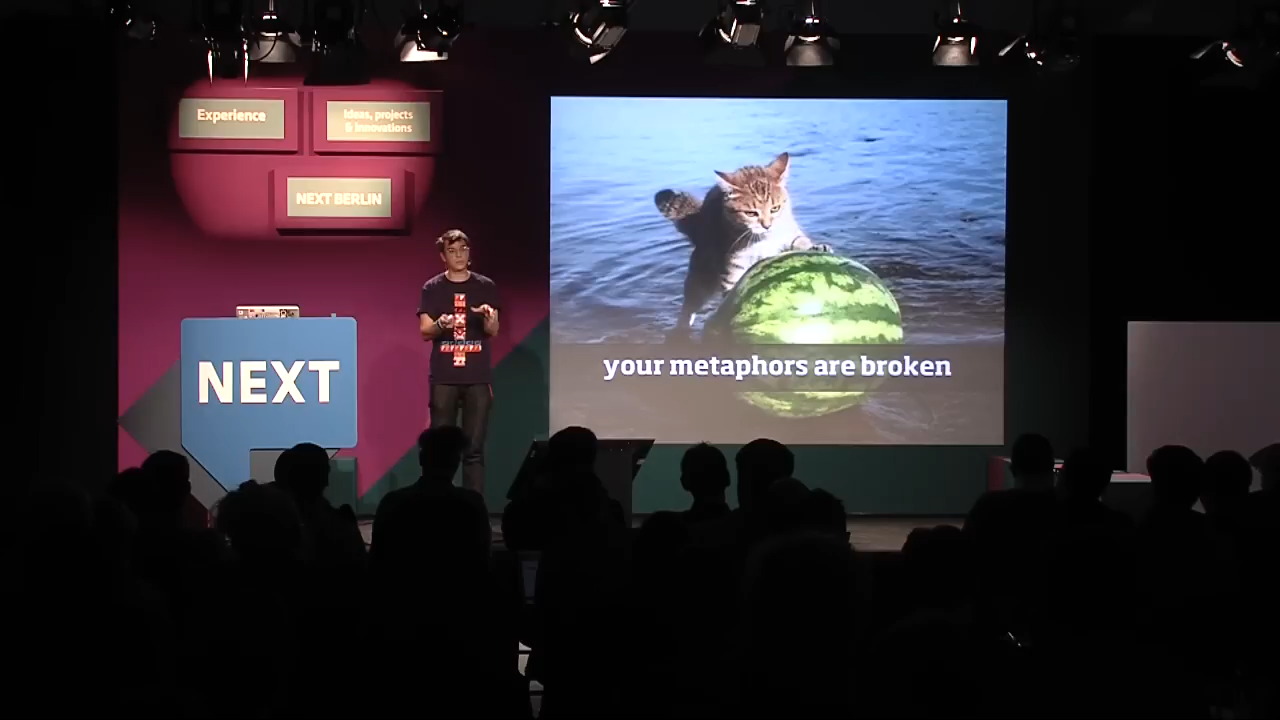 Experience
Ideas, projects
& innovations
NEXT BERLIN
NEXT
your metaphors are broken